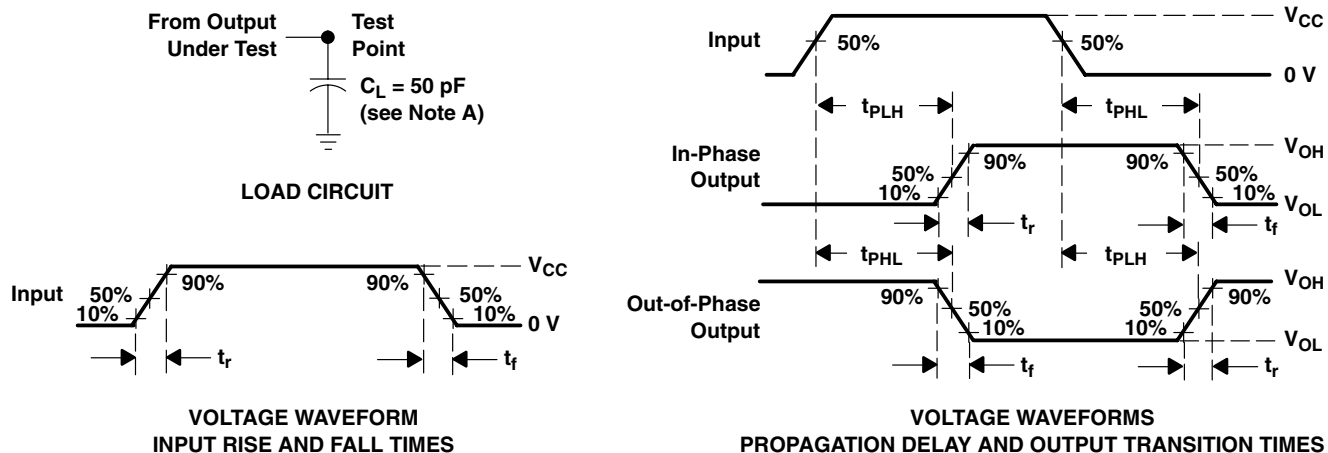 From Output
Under Test
Test
Point
C_L = 50 pF
(see Note A)
LOAD CIRCUIT
Input
50%
10%
90%
90%
50%
10%
V_CC
0 V
t_r
t_f
VOLTAGE WAVEFORM
INPUT RISE AND FALL TIMES
Input
50%
50%
V_CC
0 V
t_PLH
t_PHL
In-Phase
Output
50%
10%
90%
90%
50%
10%
V_OH
V_OL
t_r
t_f
t_PHL
t_PLH
Out-of-Phase
Output
90%
50%
10%
50%
10%
90%
V_OH
V_OL
t_f
t_r
VOLTAGE WAVEFORMS
PROPAGATION DELAY AND OUTPUT TRANSITION TIMES